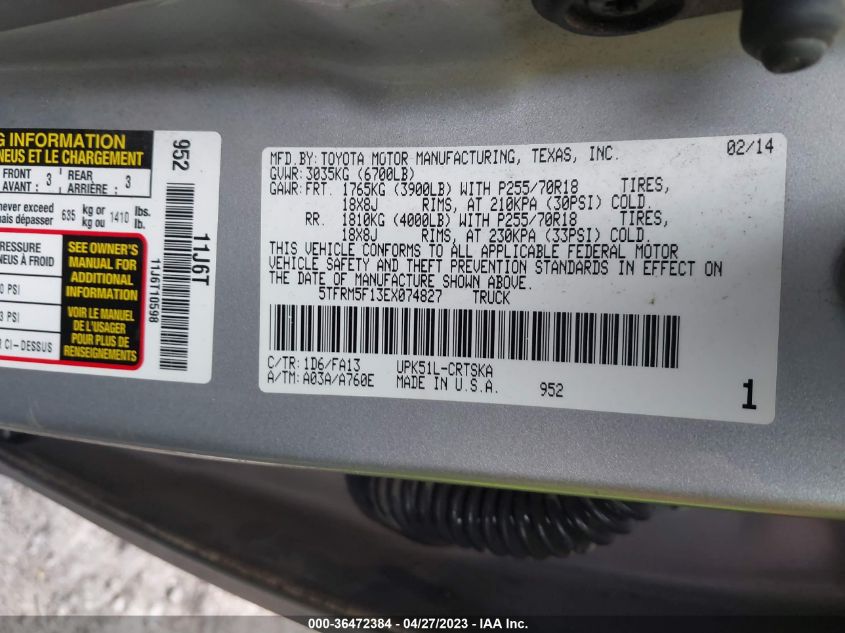 G INFORMATION
NEUS ET LE CHARGEMENT
FRONT
AVANT : 3
REAR
ARRIÈRE : 3
never exceed
mais dépasser
635 kg or
kg ou
1410 lbs.
lb.
PRESSURE
NEUS À FROID
0 PSI
3 PSI
R CI-DESSUS
SEE OWNER'S
MANUAL FOR
ADDITIONAL
INFORMATION
VOIR LE MANUEL
DE L'USAGER
POUR PLUS DE
RENSEIGNEMENTS
952
11J6T
11J6T10598
MFD.BY:TOYOTA MOTOR MANUFACTURING, TEXAS, INC. 02/14
GVWR:3035KG (6700LB)
GAWR:FRT. 1765KG (3900LB) WITH P255/70R18 TIRES,
18X8J RIMS, AT 210KPA (30PSI) COLD.
RR. 1810KG (4000LB) WITH P255/70R18 TIRES,
18X8J RIMS, AT 230KPA (33PSI) COLD.
THIS VEHICLE CONFORMS TO ALL APPLICABLE FEDERAL MOTOR
VEHICLE SAFETY AND THEFT PREVENTION STANDARDS IN EFFECT ON
THE DATE OF MANUFACTURE SHOWN ABOVE.
5TFRM5F13EX074827 TRUCK
C/TR:1D6/FA13 UPK51L-CRTSKA
A/TM:A03A/A760E MADE IN U.S.A. 952 1
000-36472384 - 04/27/2023 - IAAI Inc.